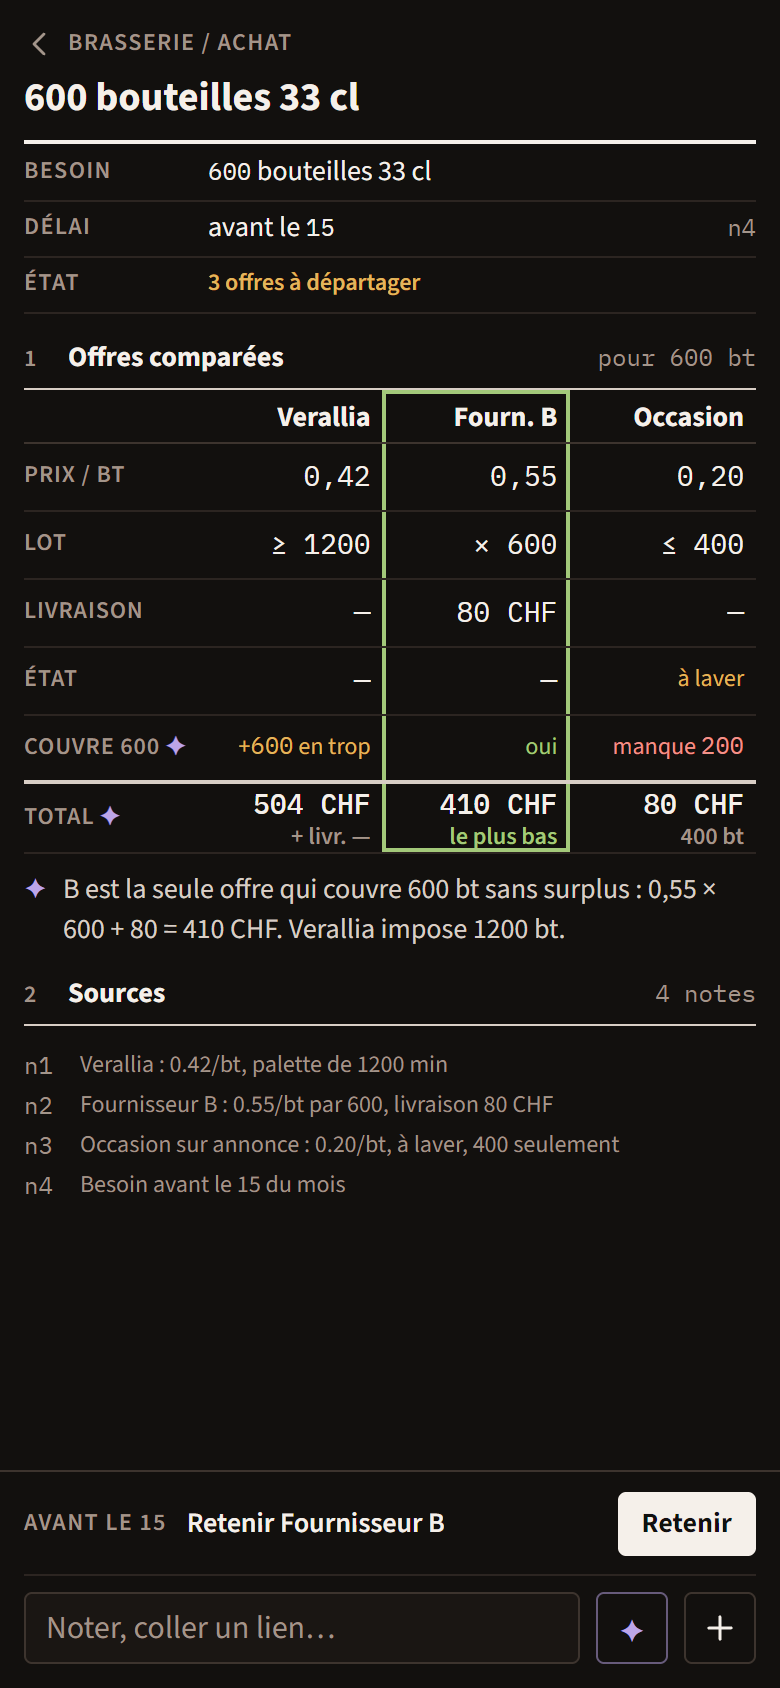 BRASSERIE / ACHAT
600 bouteilles 33 cl
BESOIN 600 bouteilles 33 cl
DÉLAI avant le 15 n4
ÉTAT 3 offres à départager
1 Offres comparées pour 600 bt
Verallia Fourn. B Occasion
PRIX / BT 0,42 0,55 0,20
LOT ≥ 1200 × 600 ≤ 400
LIVRAISON — 80 CHF —
ÉTAT — — à laver
COUVRE 600 ✦ +600 en trop oui manque 200
TOTAL ✦ 504 CHF 410 CHF 80 CHF
+ livr. — le plus bas 400 bt
✦ B est la seule offre qui couvre 600 bt sans surplus : 0,55 ×
600 + 80 = 410 CHF. Verallia impose 1200 bt.
2 Sources 4 notes
n1 Verallia : 0.42/bt, palette de 1200 min
n2 Fournisseur B : 0.55/bt par 600, livraison 80 CHF
n3 Occasion sur annonce : 0.20/bt, à laver, 400 seulement
n4 Besoin avant le 15 du mois
AVANT LE 15 Retenir Fournisseur B Retenir
Noter, coller un lien… ✦ +